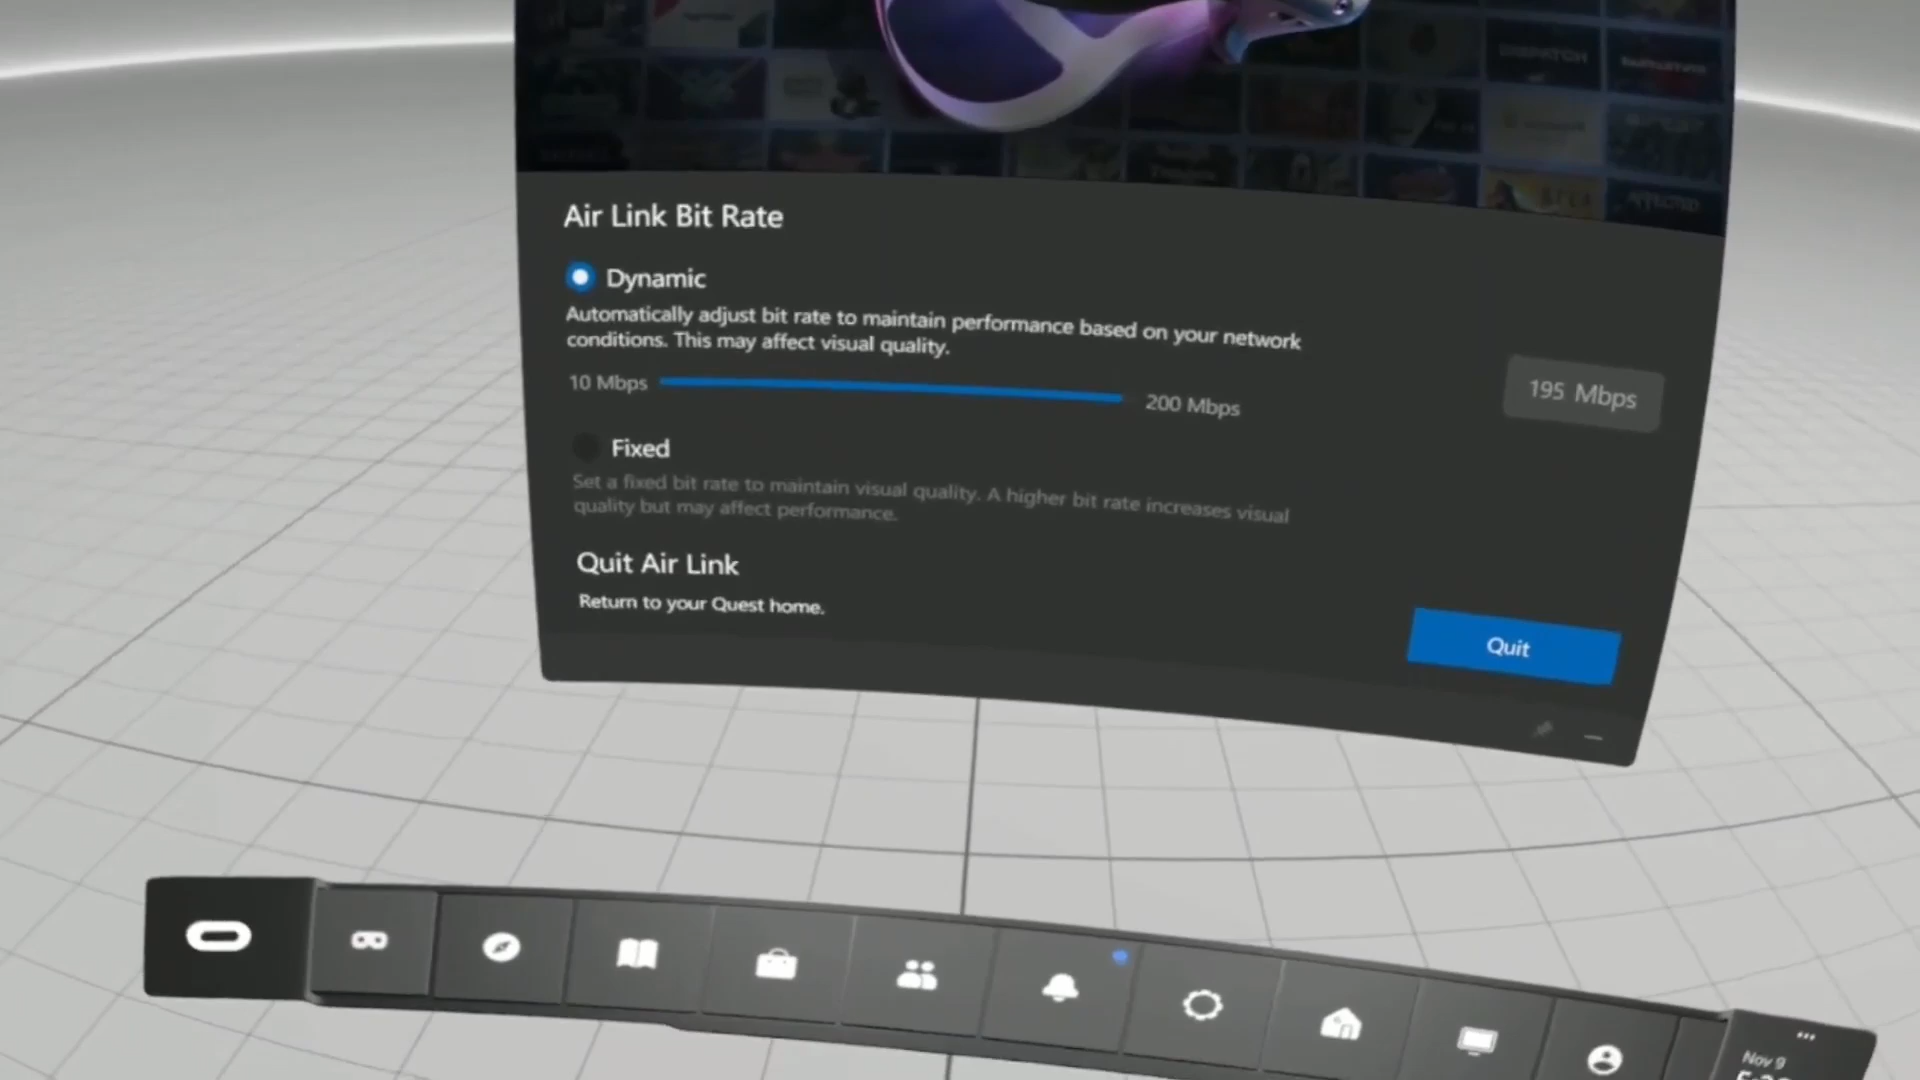 DISPATCH
Air Link Bit Rate
Dynamic
Automatically adjust bit rate to maintain performance based on your network
conditions. This may affect visual quality.
10 Mbps
200 Mbps
195 Mbps
Fixed
Set a fixed bit rate to maintain visual quality. A higher bit rate increases visual
quality but may affect performance.
Quit Air Link
Return to your Quest home.
Quit
Nov 9